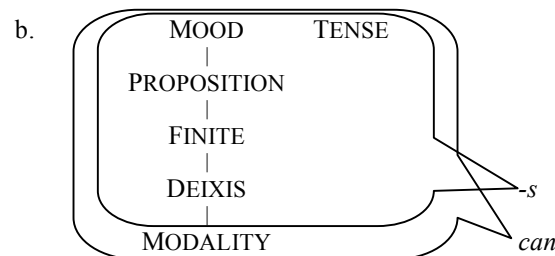 b. MOOD TENSE
PROPOSITION
FINITE
DEIXIS
-s
MODALITY
can